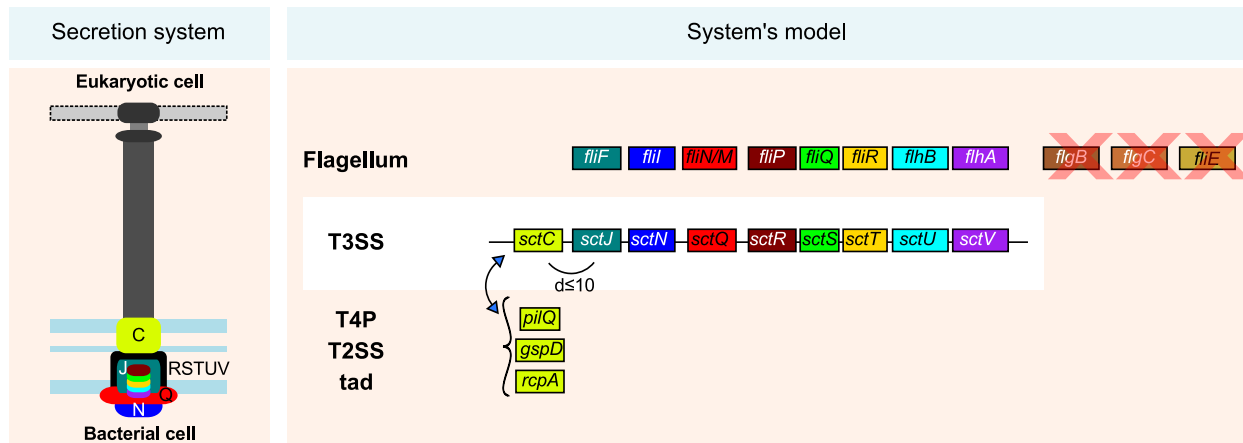 Secretion system
System's model
Eukaryotic cell
C
J
RSTUV
Q
N
Bacterial cell
Flagellum
fliF fliI fliN/M fliP fliQ fliR flhB flhA flgB flgC fliE
T3SS
sctC sctJ sctN sctQ sctR sctS sctT sctU sctV
d≤10
T4P pilQ
T2SS gspD
tad rcpA